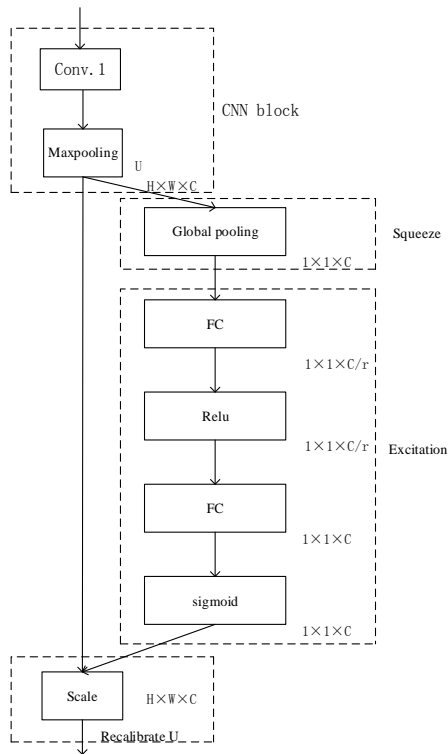 Conv.1
CNN block
Maxpooling
U
H×W×C
Global pooling
Squeeze
1×1×C
FC
1×1×C/r
Relu
1×1×C/r
Excitation
FC
1×1×C
sigmoid
1×1×C
Scale
H×W×C
Recalibrate U